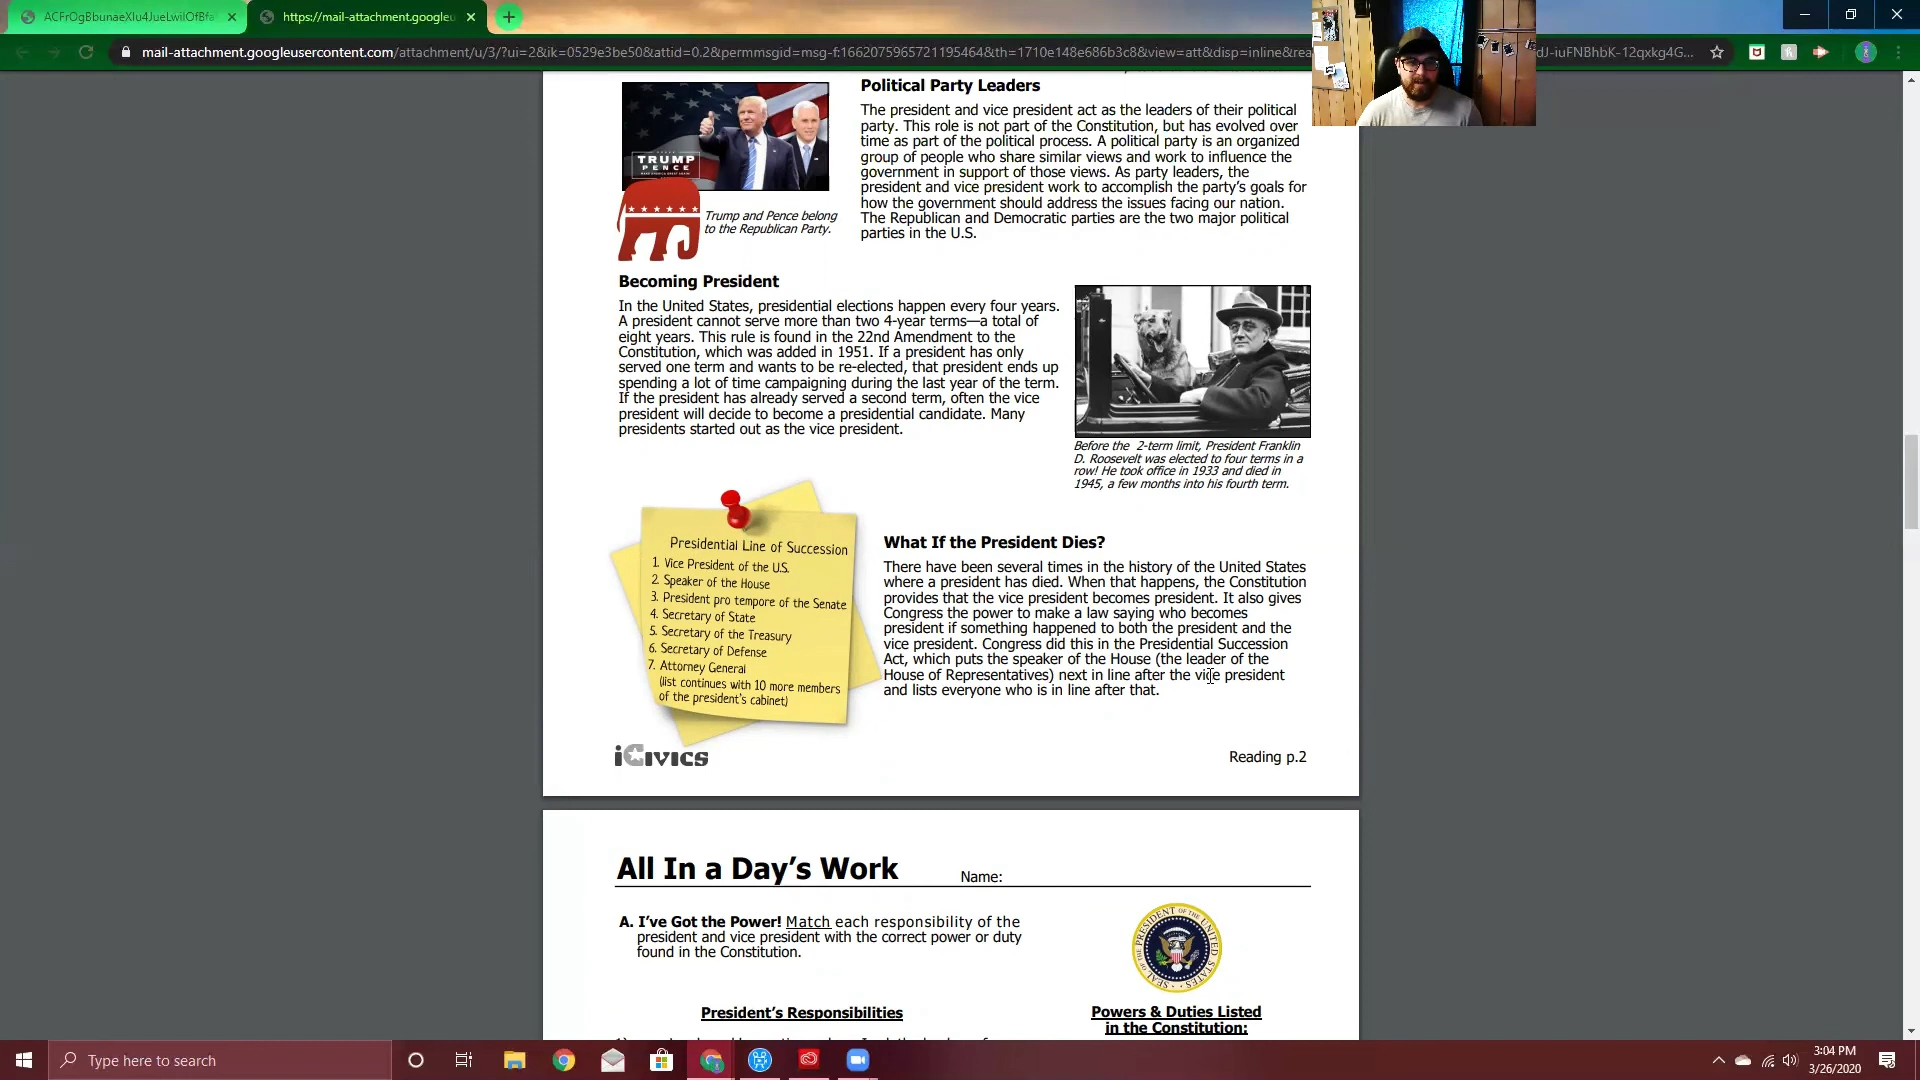 ACFrOgBbunaeXIu4JueLwilOfBfa
https://mail-attachment.googleu
mail-attachment.googleusercontent.com/attachment/u/3/?ui=2&ik=0529e3be50&attid=0.2&permmsgid=msg-f:1662075965721195464&th=1710e148e686b3c8&view=att&disp=inline&rea
dJ-iuFNBhbK-12qxkg4G...
TRUMP
PENCE
MAKE AMERICA GREAT AGAIN!
Trump and Pence belong
to the Republican Party.
Political Party Leaders
The president and vice president act as the leaders of their political
party. This role is not part of the Constitution, but has evolved over
time as part of the political process. A political party is an organized
group of people who share similar views and work to influence the
government in support of those views. As party leaders, the
president and vice president work to accomplish the party's goals for
how the government should address the issues facing our nation.
The Republican and Democratic parties are the two major political
parties in the U.S.
Becoming President
In the United States, presidential elections happen every four years.
A president cannot serve more than two 4-year terms—a total of
eight years. This rule is found in the 22nd Amendment to the
Constitution, which was added in 1951. If a president has only
served one term and wants to be re-elected, that president ends up
spending a lot of time campaigning during the last year of the term.
If the president has already served a second term, often the vice
president will decide to become a presidential candidate. Many
presidents started out as the vice president.
Before the 2-term limit, President Franklin
D. Roosevelt was elected to four terms in a
row! He took office in 1933 and died in
1945, a few months into his fourth term.
Presidential Line of Succession
1. Vice President of the U.S.
2. Speaker of the House
3. President pro tempore of the Senate
4. Secretary of State
5. Secretary of the Treasury
6. Secretary of Defense
7. Attorney General
(list continues with 10 more members
of the president's cabinet)
What If the President Dies?
There have been several times in the history of the United States
where a president has died. When that happens, the Constitution
provides that the vice president becomes president. It also gives
Congress the power to make a law saying who becomes
president if something happened to both the president and the
vice president. Congress did this in the Presidential Succession
Act, which puts the speaker of the House (the leader of the
House of Representatives) next in line after the vice president
and lists everyone who is in line after that.
iCivics
Reading p.2
All In a Day's Work
Name:
A. I've Got the Power! Match each responsibility of the
president and vice president with the correct power or duty
found in the Constitution.
SEAL OF THE PRESIDENT OF THE UNITED STATES
President's Responsibilities
Powers & Duties Listed
in the Constitution:
Type here to search
3:04 PM
3/26/2020